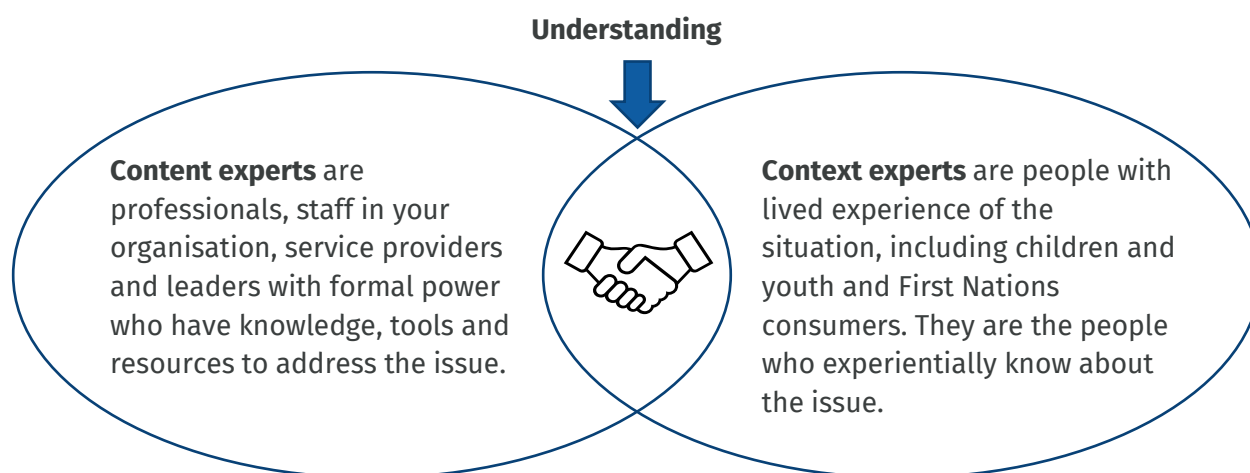 Understanding
Content experts are
professionals, staff in your
organisation, service providers
and leaders with formal power
who have knowledge, tools and
resources to address the issue.
Context experts are people with
lived experience of the
situation, including children and
youth and First Nations
consumers. They are the people
who experientially know about
the issue.